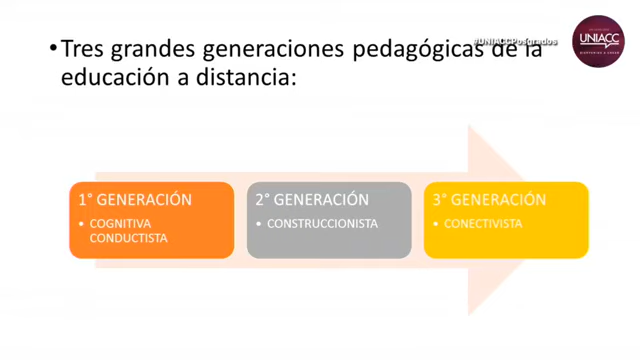 #UNIACCPosgrados
UNIACC
• Tres grandes generaciones pedagógicas de la
educación a distancia:
1° GENERACIÓN
• COGNITIVA
CONDUCTISTA
2° GENERACIÓN
• CONSTRUCCIONISTA
3° GENERACIÓN
• CONECTIVISTA